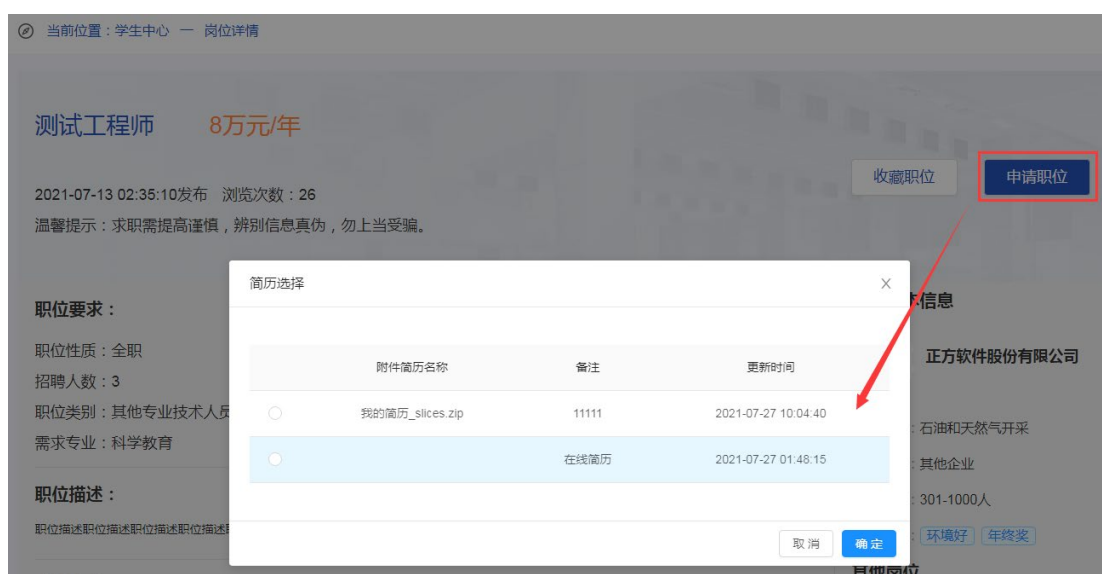 当前位置：学生中心 一 岗位详情
测试工程师 8万元/年
收藏职位 申请职位
2021-07-13 02:35:10发布 浏览次数：26
温馨提示：求职需提高谨慎，辨别信息真伪，勿上当受骗。
简历选择
附件简历名称 备注 更新时间
我的简历_slices.zip 11111 2021-07-27 10:04:40
在线简历 2021-07-27 01:48:15
取消 确定
职位要求：
职位性质：全职
招聘人数：3
职位类别：其他专业技术人员
需求专业：科学教育
职位描述：
职位描述职位描述职位描述职位描述
信息
正方软件股份有限公司
：石油和天然气开采
：其他企业
：301-1000人
：环境好 年终奖
其他岗位